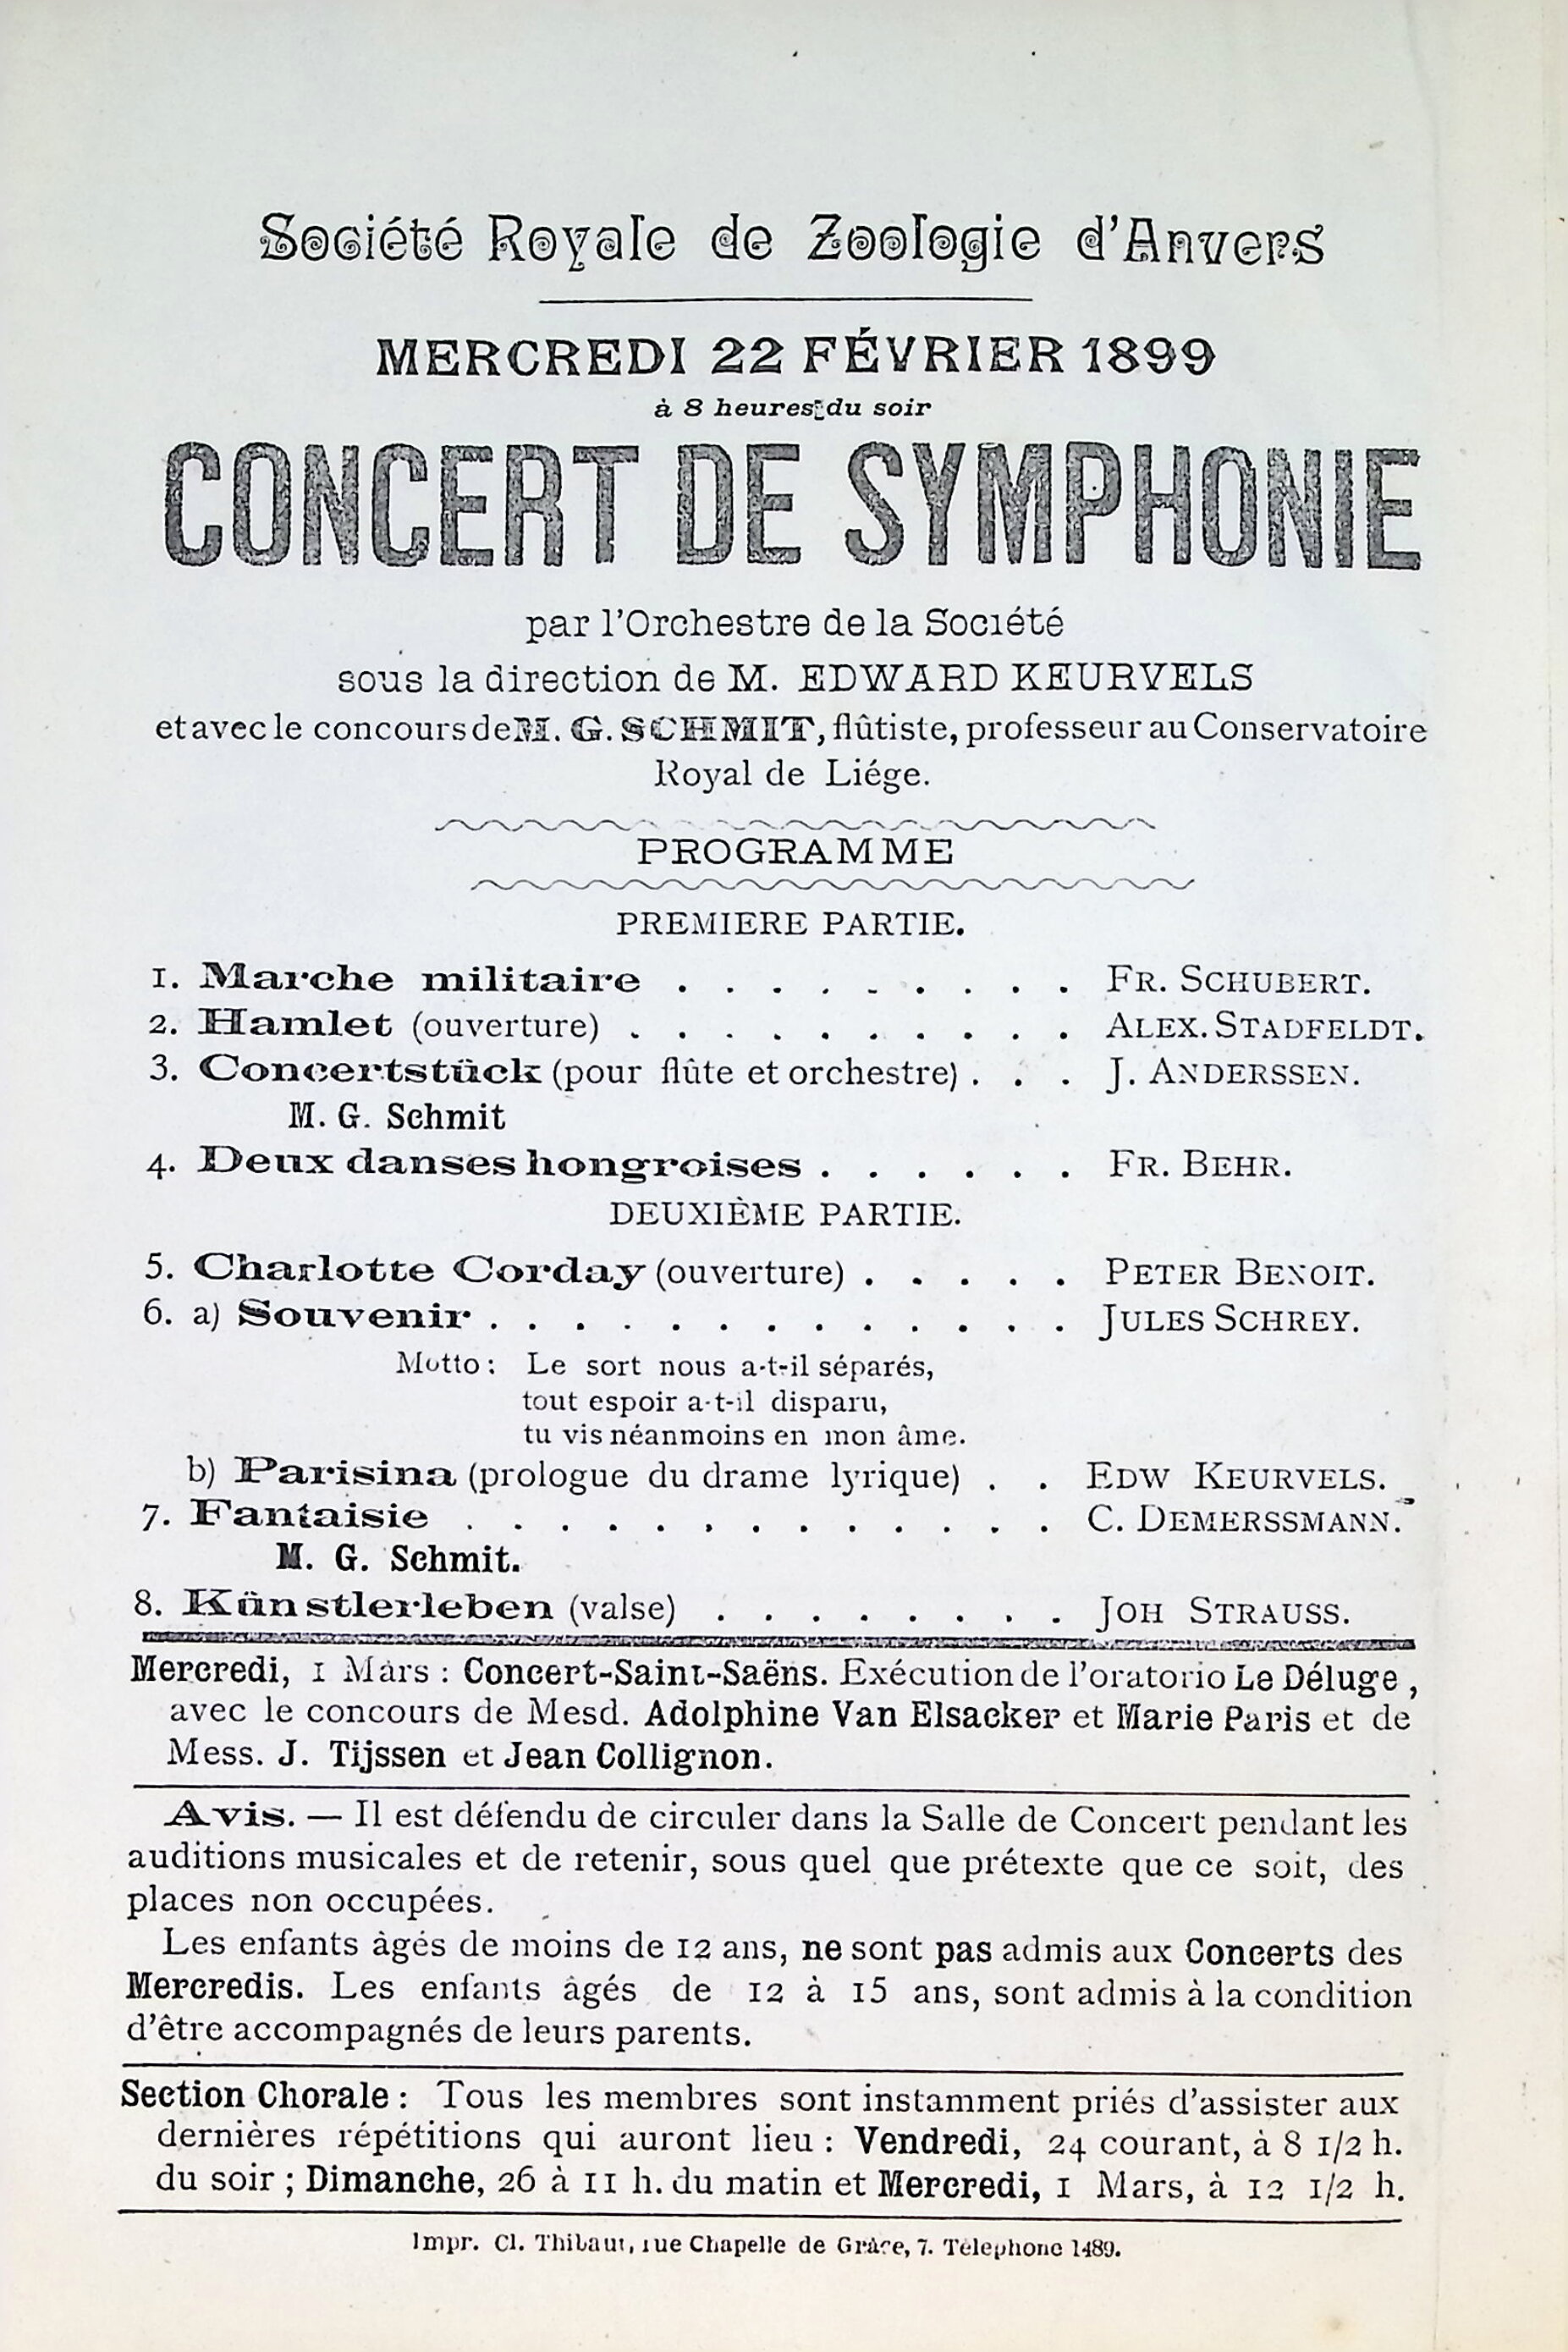 Société Royale de Zoologie d'Anvers
MERCREDI 22 FÉVRIER 1899
à 8 heures du soir
CONCERT DE SYMPHONIE
par l'Orchestre de la Société
sous la direction de M. EDWARD KEURVELS
et avec le concours de M. G. SCHMIT, flûtiste, professeur au Conservatoire
Royal de Liége.
PROGRAMME
PREMIERE PARTIE.
1. Marche militaire . . . . . . . . . FR. SCHUBERT.
2. Hamlet (ouverture) . . . . . . . . . . ALEX. STADFELDT.
3. Concertstück (pour flûte et orchestre) . . . J. ANDERSSEN.
M. G. Schmit
4. Deux danses hongroises . . . . . . FR. BEHR.
DEUXIÈME PARTIE.
5. Charlotte Corday (ouverture) . . . . . PETER BENOIT.
6. a) Souvenir . . . . . . . . . . . . . JULES SCHREY.
Motto : Le sort nous a-t-il séparés,
tout espoir a-t-il disparu,
tu vis néanmoins en mon âme.
b) Parisina (prologue du drame lyrique) . . EDW KEURVELS.
7. Fantaisie . . . . . . . . . . . . . C. DEMERSSMANN.
M. G. Schmit.
8. Künstlerleben (valse) . . . . . . . . JOH STRAUSS.
Mercredi, 1 Mars : Concert-Saint-Saëns. Exécution de l'oratorio Le Déluge ,
avec le concours de Mesd. Adolphine Van Elsacker et Marie Paris et de
Mess. J. Tijssen et Jean Collignon.
Avis. — Il est défendu de circuler dans la Salle de Concert pendant les
auditions musicales et de retenir, sous quel que prétexte que ce soit, des
places non occupées.
Les enfants âgés de moins de 12 ans, ne sont pas admis aux Concerts des
Mercredis. Les enfants âgés de 12 à 15 ans, sont admis à la condition
d'être accompagnés de leurs parents.
Section Chorale : Tous les membres sont instamment priés d'assister aux
dernières répétitions qui auront lieu : Vendredi, 24 courant, à 8 1/2 h.
du soir ; Dimanche, 26 à 11 h. du matin et Mercredi, 1 Mars, à 12 1/2 h.
Impr. Cl. Thibaut, rue Chapelle de Grâce, 7. Téléphone 1489.